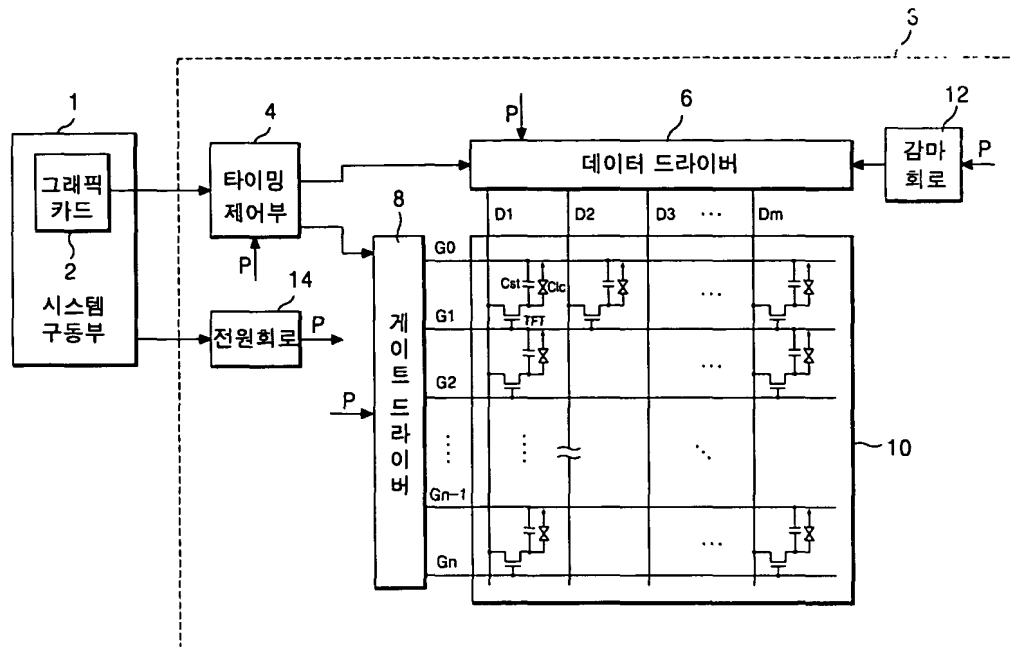 1
그래픽
카드
2
시스템
구동부
4
타이밍
제어부
P
14
전원회로
P
P
6
데이터 드라이버
12
감마
회로
P
8
게이트 드라이버
P
D1 D2 D3 ... Dm
G0
Cst Clc
...
G1 TFT
...
G2
Gn-1
...
Gn
10